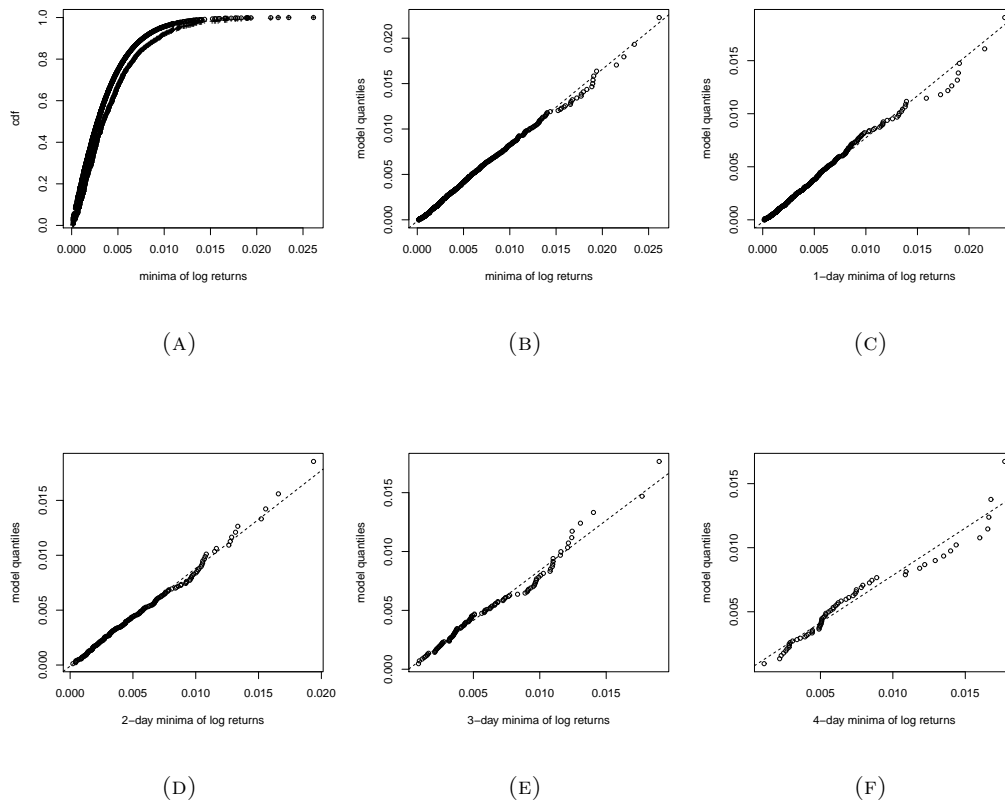 0.0 0.2 0.4 0.6 0.8 1.0
cdf
0.000 0.005 0.010 0.015 0.020 0.025
minima of log returns
(A)
0.000 0.005 0.010 0.015 0.020
model quantiles
0.000 0.005 0.010 0.015 0.020 0.025
minima of log returns
(B)
0.000 0.005 0.010 0.015
model quantiles
0.000 0.005 0.010 0.015 0.020
1−day minima of log returns
(C)
0.000 0.005 0.010 0.015
model quantiles
0.000 0.005 0.010 0.015 0.020
2−day minima of log returns
(D)
0.000 0.005 0.010 0.015
model quantiles
0.005 0.010 0.015
3−day minima of log returns
(E)
0.005 0.010 0.015
model quantiles
0.005 0.010 0.015
4−day minima of log returns
(F)